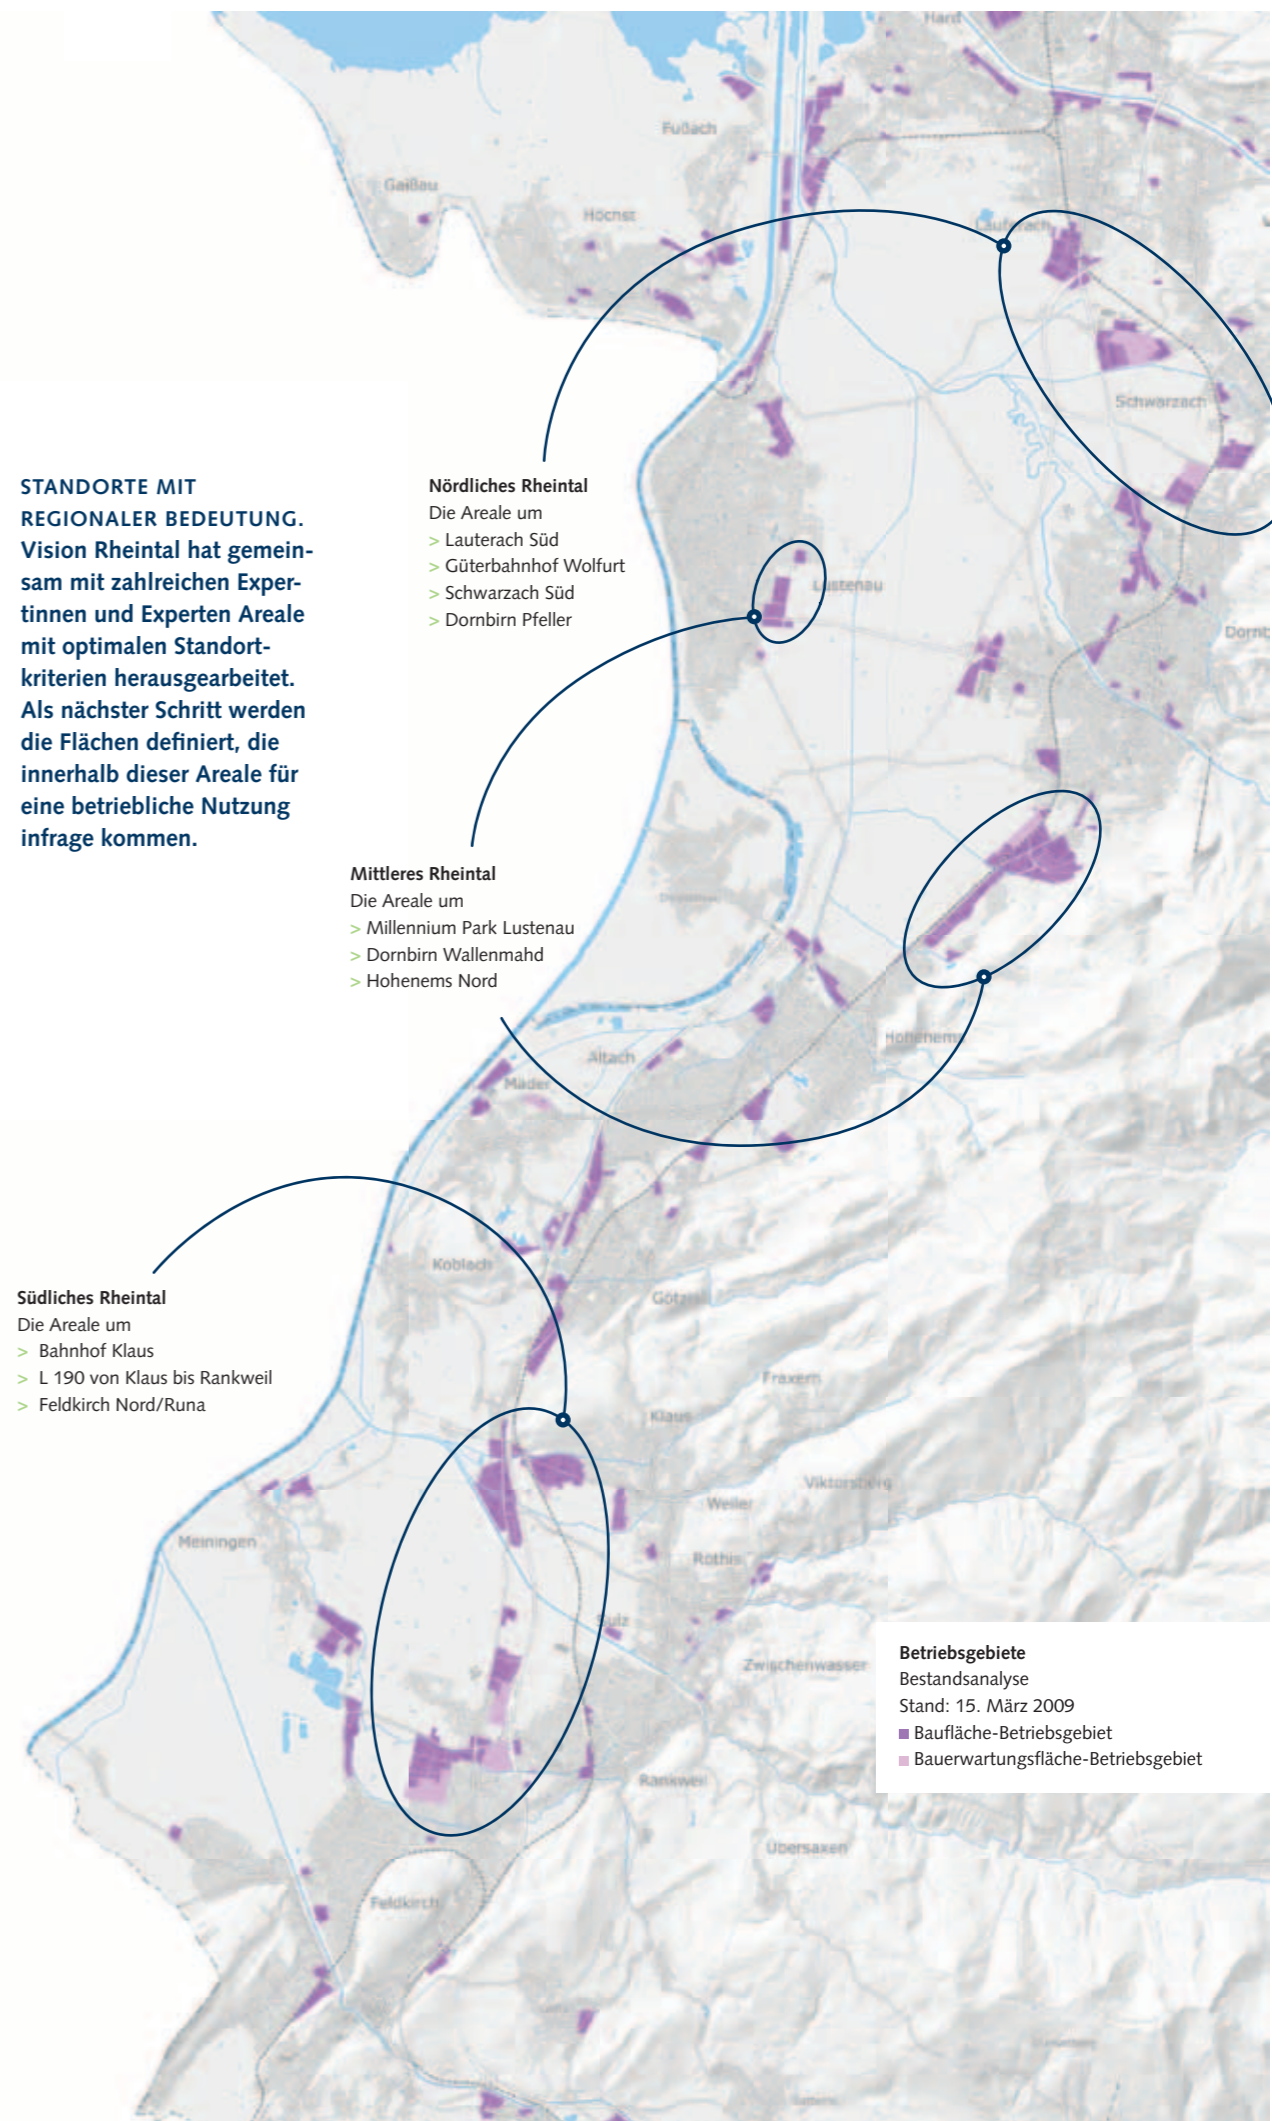 Hard
Fußach
Gaißau
Höchst
Lauterach
Schwarzach
STANDORTE MIT
REGIONALER BEDEUTUNG.
Vision Rheintal hat gemein-
sam mit zahlreichen Exper-
tinnen und Experten Areale
mit optimalen Standort-
kriterien herausgearbeitet.
Als nächster Schritt werden
die Flächen definiert, die
innerhalb dieser Areale für
eine betriebliche Nutzung
infrage kommen.
Nördliches Rheintal
Die Areale um
> Lauterach Süd
> Güterbahnhof Wolfurt
> Schwarzach Süd
> Dornbirn Pfeller
Lustenau
Dornb
Mittleres Rheintal
Die Areale um
> Millennium Park Lustenau
> Dornbirn Wallenmahd
> Hohenems Nord
Hohenems
Altach
Mäder
Koblach
Götzis
Südliches Rheintal
Die Areale um
> Bahnhof Klaus
> L 190 von Klaus bis Rankweil
> Feldkirch Nord/Runa
Fraxern
Klaus
Viktorsberg
Weiler
Meiningen
Röthis
Sulz
Zwischenwasser
Betriebsgebiete
Bestandsanalyse
Stand: 15. März 2009
Baufläche-Betriebsgebiet
Bauerwartungsfläche-Betriebsgebiet
Rankweil
Übersaxen
Feldkirch